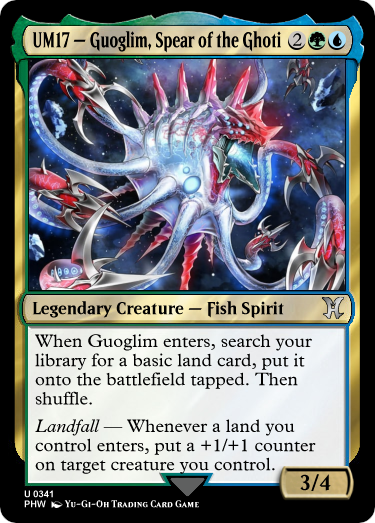 UM17 – Guoglim, Spear of the Ghoti 2
Legendary Creature — Fish Spirit
When Guoglim enters, search your
library for a basic land card, put it
onto the battlefield tapped. Then
shuffle.
Landfall — Whenever a land you
control enters, put a +1/+1 counter
on target creature you control.
3/4
U 0341
PHW Yu-Gi-Oh Trading Card Game